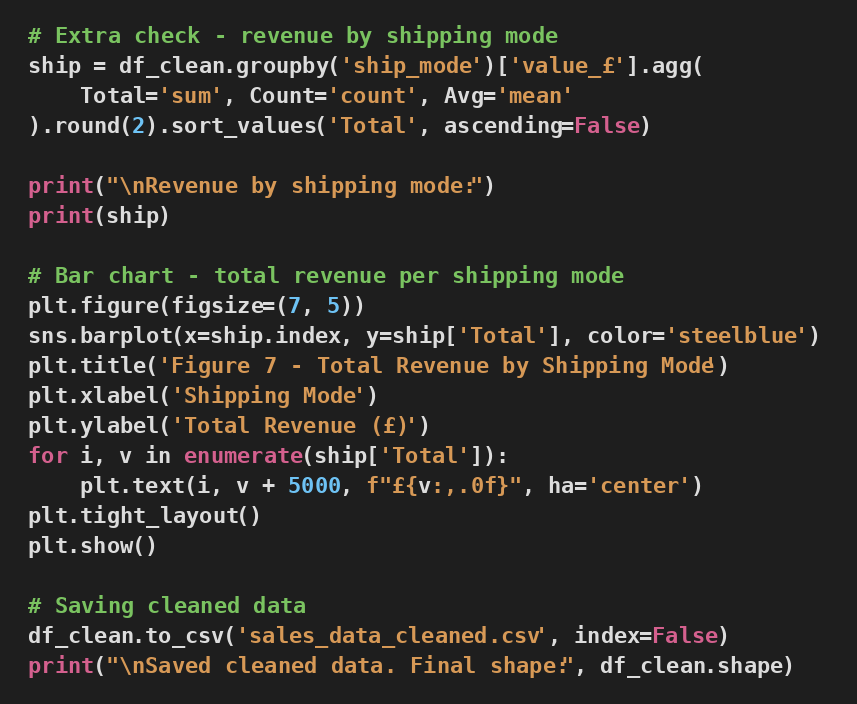 # Extra check - revenue by shipping mode
ship = df_clean.groupby('ship_mode')['value_£'].agg(
    Total='sum', Count='count', Avg='mean'
).round(2).sort_values('Total', ascending=False)

print("\nRevenue by shipping mode:")
print(ship)

# Bar chart - total revenue per shipping mode
plt.figure(figsize=(7, 5))
sns.barplot(x=ship.index, y=ship['Total'], color='steelblue')
plt.title('Figure 7 - Total Revenue by Shipping Mode')
plt.xlabel('Shipping Mode')
plt.ylabel('Total Revenue (£)')
for i, v in enumerate(ship['Total']):
    plt.text(i, v + 5000, f"£{v:,.0f}", ha='center')
plt.tight_layout()
plt.show()

# Saving cleaned data
df_clean.to_csv('sales_data_cleaned.csv', index=False)
print("\nSaved cleaned data. Final shape:", df_clean.shape)